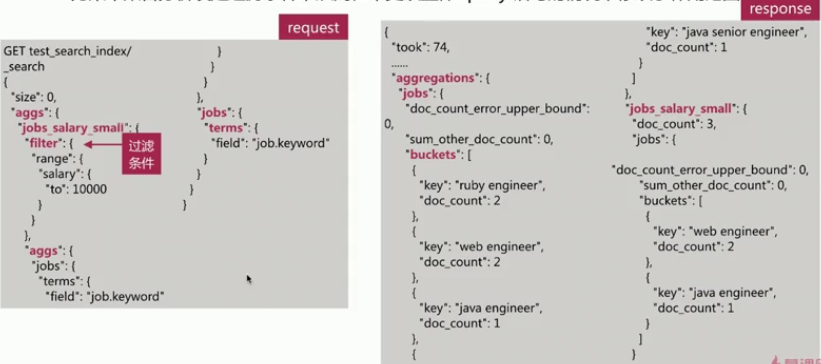 request
GET test_search_index/
_search
{
"size": 0,
"aggs": {
"jobs_salary_small": {
"filter": {
过滤
条件
"range": {
"salary": {
"to": 10000
}
}
},
"aggs": {
"jobs": {
"terms": {
"field": "job.keyword"
}
}
}
},
"jobs": {
"terms": {
"field": "job.keyword"
}
}
}
}
response
{
"took": 74,
......
"aggregations": {
"jobs": {
"doc_count_error_upper_bound":
0,
"sum_other_doc_count": 0,
"buckets": [
{
"key": "ruby engineer",
"doc_count": 2
},
{
"key": "web engineer",
"doc_count": 2
},
{
"key": "java engineer",
"doc_count": 1
},
{
"key": "java senior engineer",
"doc_count": 1
}
]
},
"jobs_salary_small": {
"doc_count": 3,
"jobs": {
"doc_count_error_upper_bound": 0,
"sum_other_doc_count": 0,
"buckets": [
{
"key": "web engineer",
"doc_count": 2
},
{
"key": "java engineer",
"doc_count": 1
}
]
}